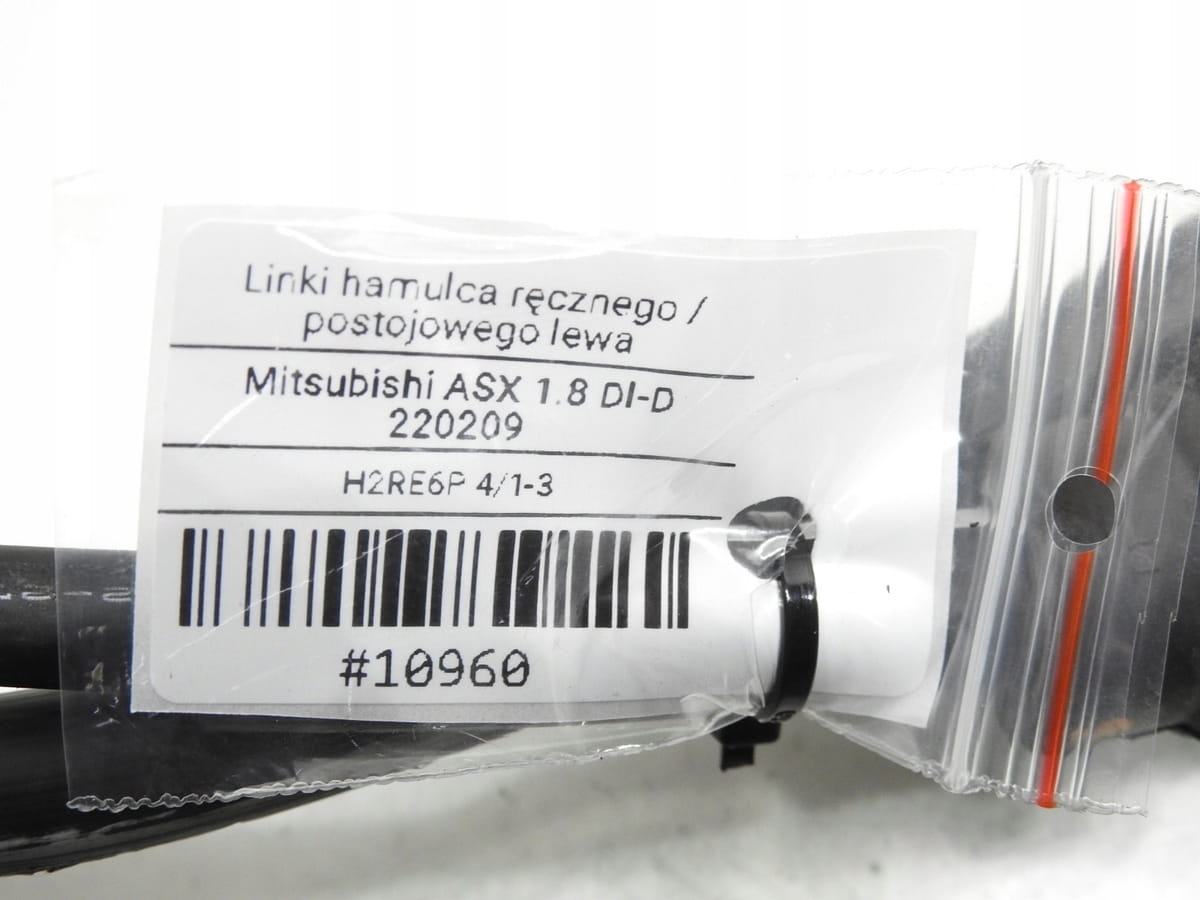 Linki hamulca ręcznego /
postojowego lewa
Mitsubishi ASX 1.8 DI-D
220209
H2RE6P 4/1-3
#10960